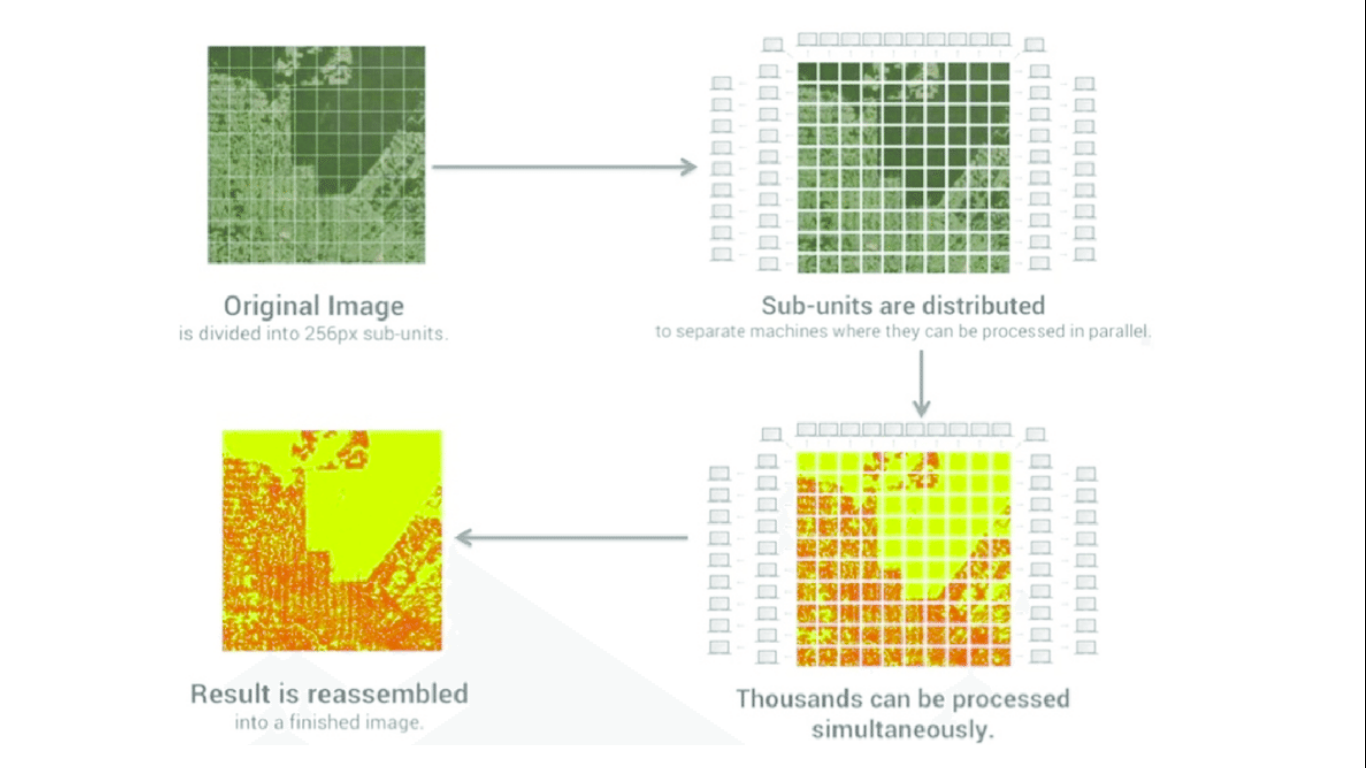 Original Image
is divided into 256px sub-units.
Sub-units are distributed
to separate machines where they can be processed in parallel.
Thousands can be processed
simultaneously.
Result is reassembled
into a finished image.